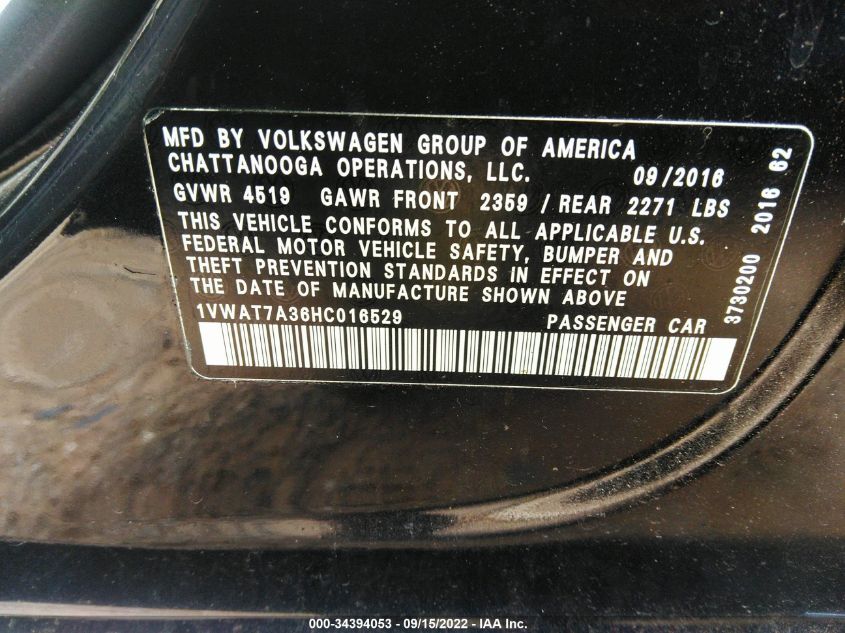 MFD BY VOLKSWAGEN GROUP OF AMERICA
CHATTANOOGA OPERATIONS, LLC. 09/2016
GVWR 4519 GAWR FRONT 2359 / REAR 2271 LBS
THIS VEHICLE CONFORMS TO ALL APPLICABLE U.S.
FEDERAL MOTOR VEHICLE SAFETY, BUMPER AND
THEFT PREVENTION STANDARDS IN EFFECT ON
THE DATE OF MANUFACTURE SHOWN ABOVE
1VWAT7A36HC016529 PASSENGER CAR
3730200 2016 62
000-34394053 - 09/15/2022 - IAA Inc.